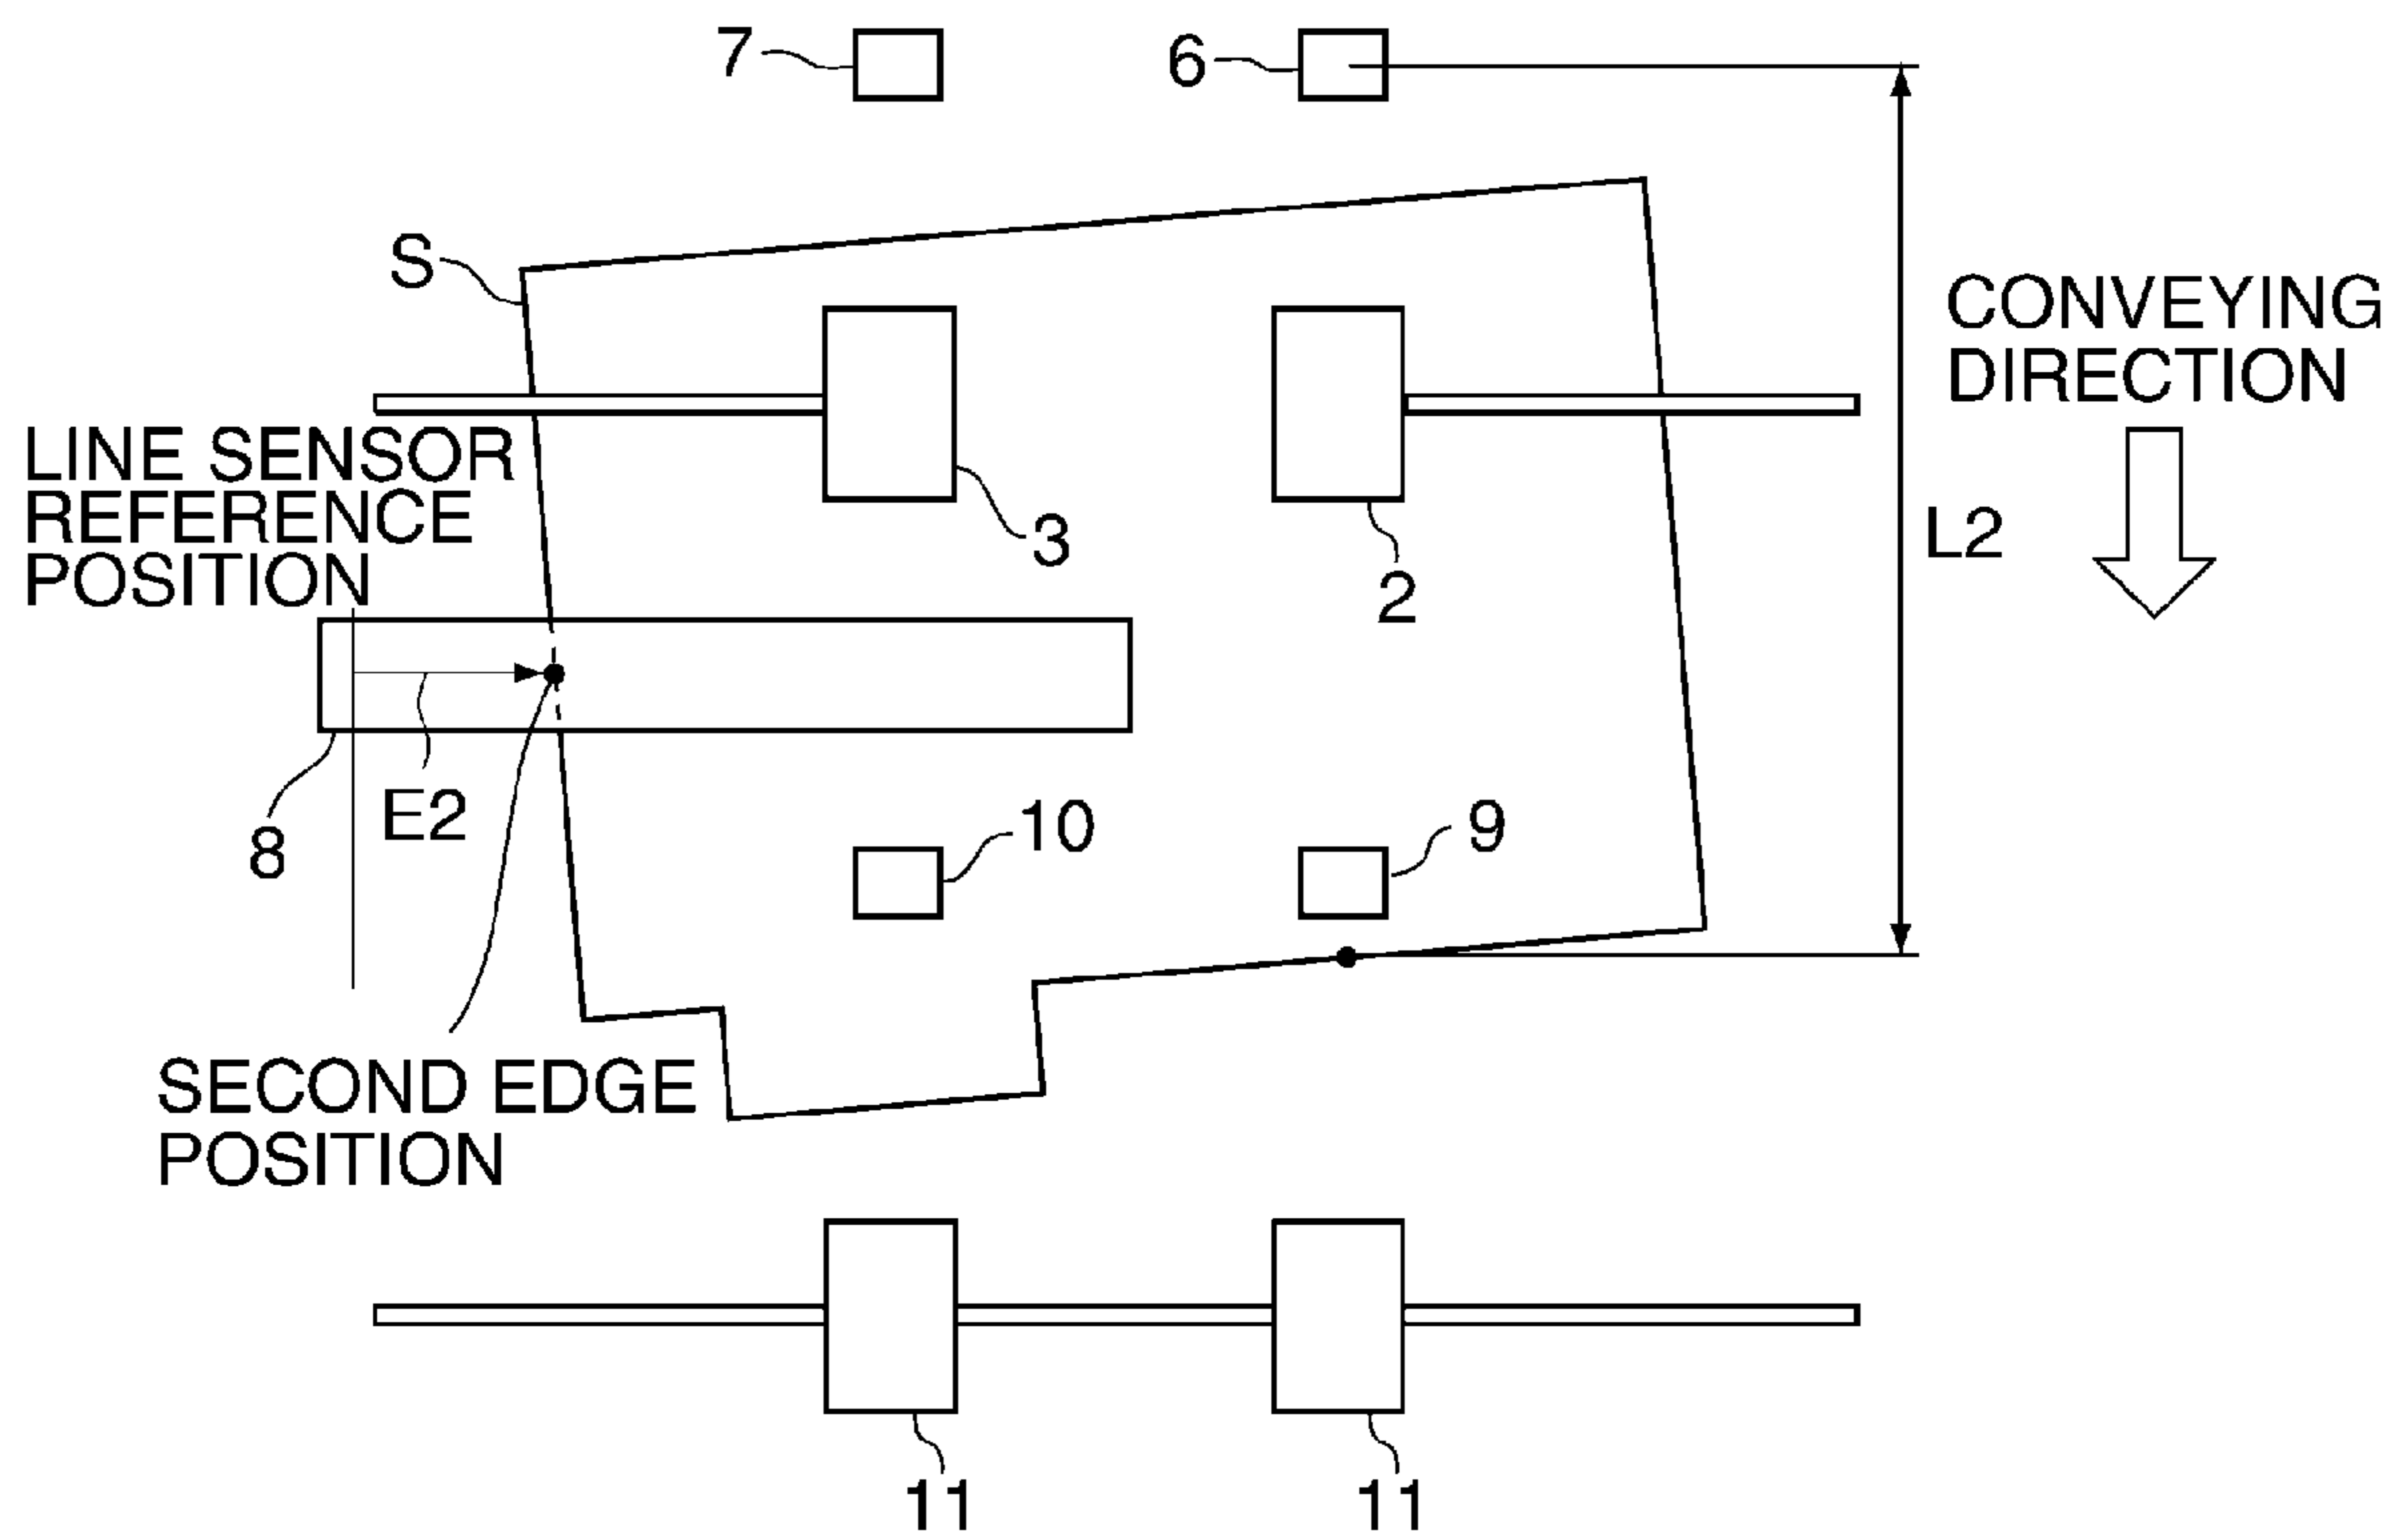 7
6
S
CONVEYING
DIRECTION
LINE SENSOR
REFERENCE
POSITION
3
2
L2
E2
8
10
9
SECOND EDGE
POSITION
11
11